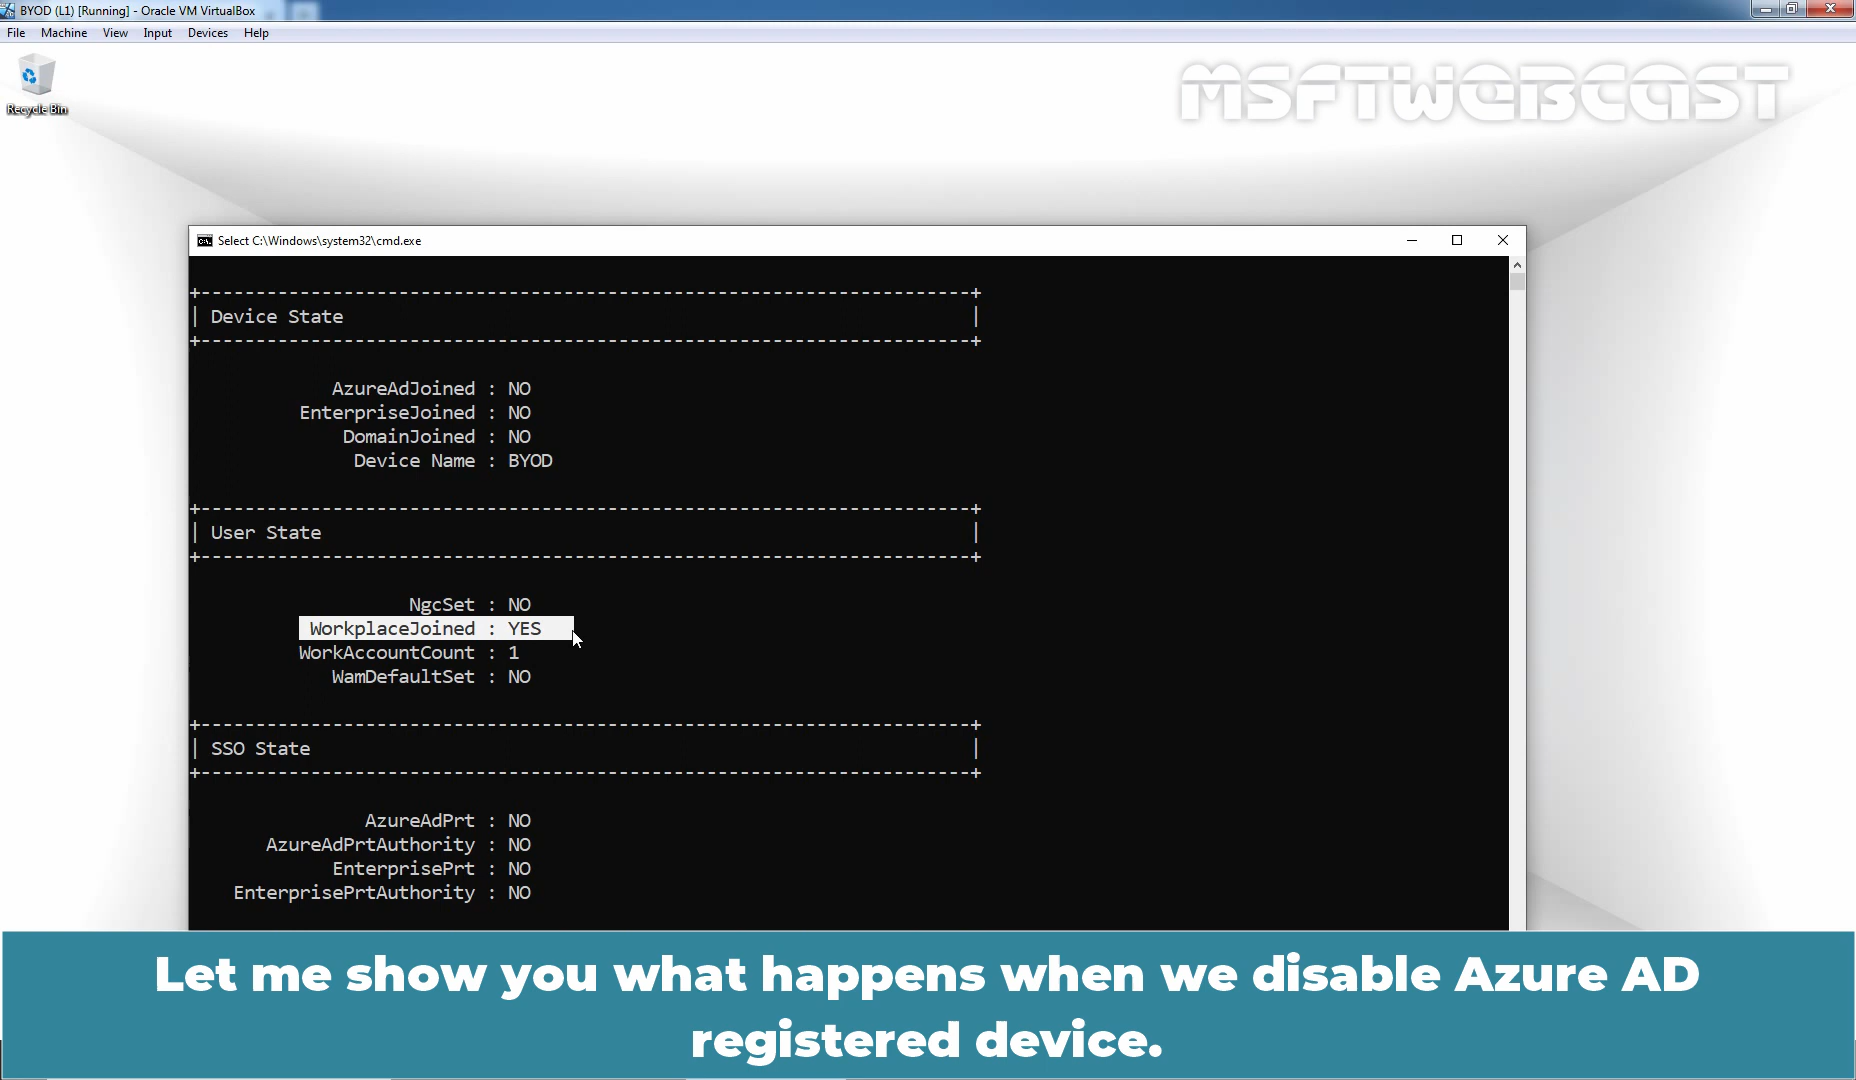 BYOD (L1) [Running] - Oracle VM VirtualBox
File Machine View Input Devices Help
Recycle Bin
MSFTWEBCAST
Select C:\Windows\system32\cmd.exe
+----------------------------------------------------------------------+
| Device State |
+----------------------------------------------------------------------+
AzureAdJoined : NO
EnterpriseJoined : NO
DomainJoined : NO
Device Name : BYOD
+----------------------------------------------------------------------+
| User State |
+----------------------------------------------------------------------+
NgcSet : NO
WorkplaceJoined : YES
WorkAccountCount : 1
WamDefaultSet : NO
+----------------------------------------------------------------------+
| SSO State |
+----------------------------------------------------------------------+
AzureAdPrt : NO
AzureAdPrtAuthority : NO
EnterprisePrt : NO
EnterprisePrtAuthority : NO
Let me show you what happens when we disable Azure AD
registered device.